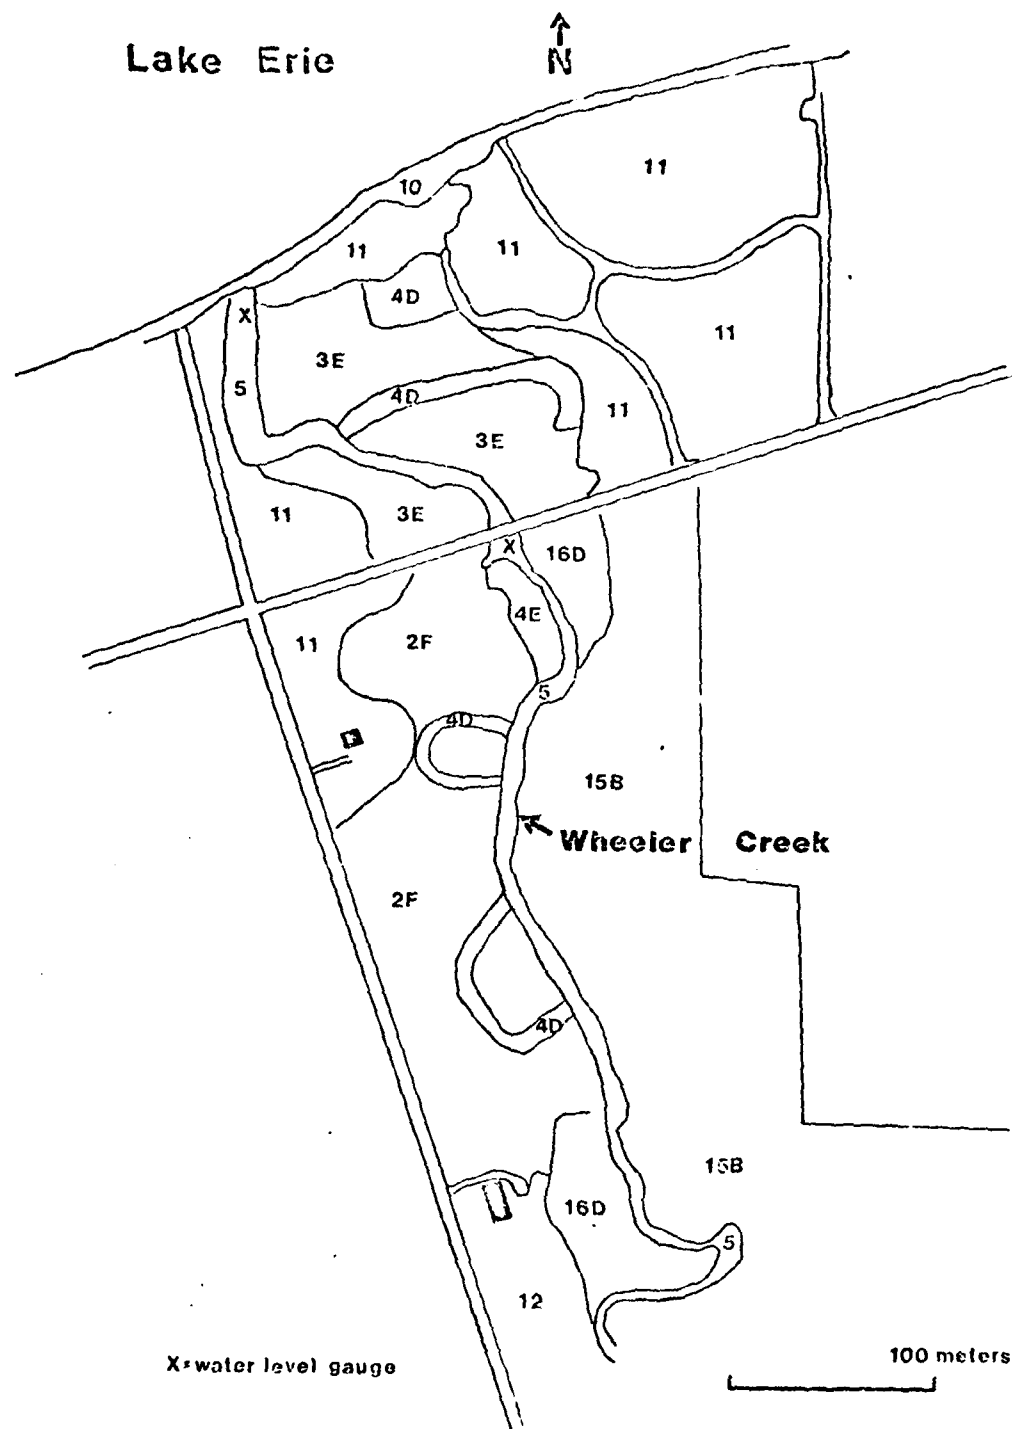 N
Lake Erie
11
10
11
11
4D
X
11
3E
5
4D
11
3E
11
3E
X
16D
4E
11
2F
5
4D
15B
Wheeler Creek
2F
4D
15B
16D
5
12
X=water level gauge
100 meters